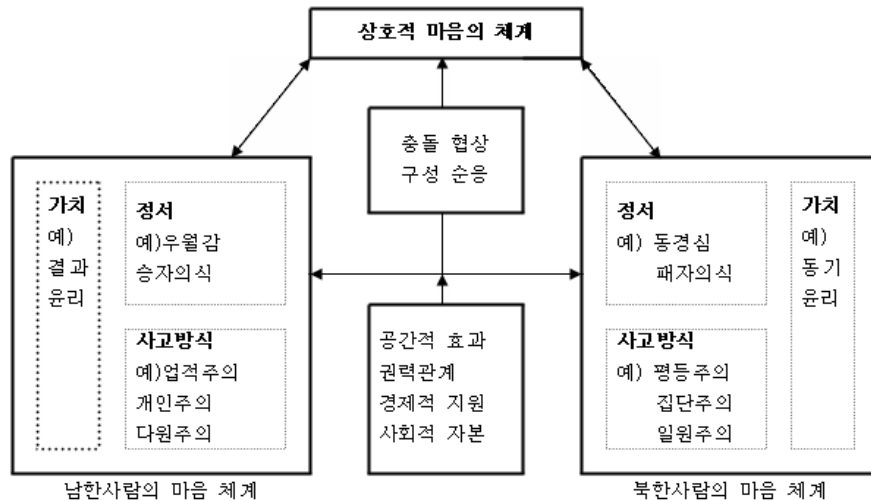 상호적 마음의 체계
충돌 협상
구성 순응
가치
예)
결과
윤리
정서
예)우월감
승자의식
사고방식
예)업적주의
개인주의
다원주의
남한사람의 마음 체계
공간적 효과
권력관계
경제적 지원
사회적 자본
정서
예) 동경심
패자의식
사고방식
예) 평등주의
집단주의
일원주의
가치
예)
동기
윤리
북한사람의 마음 체계